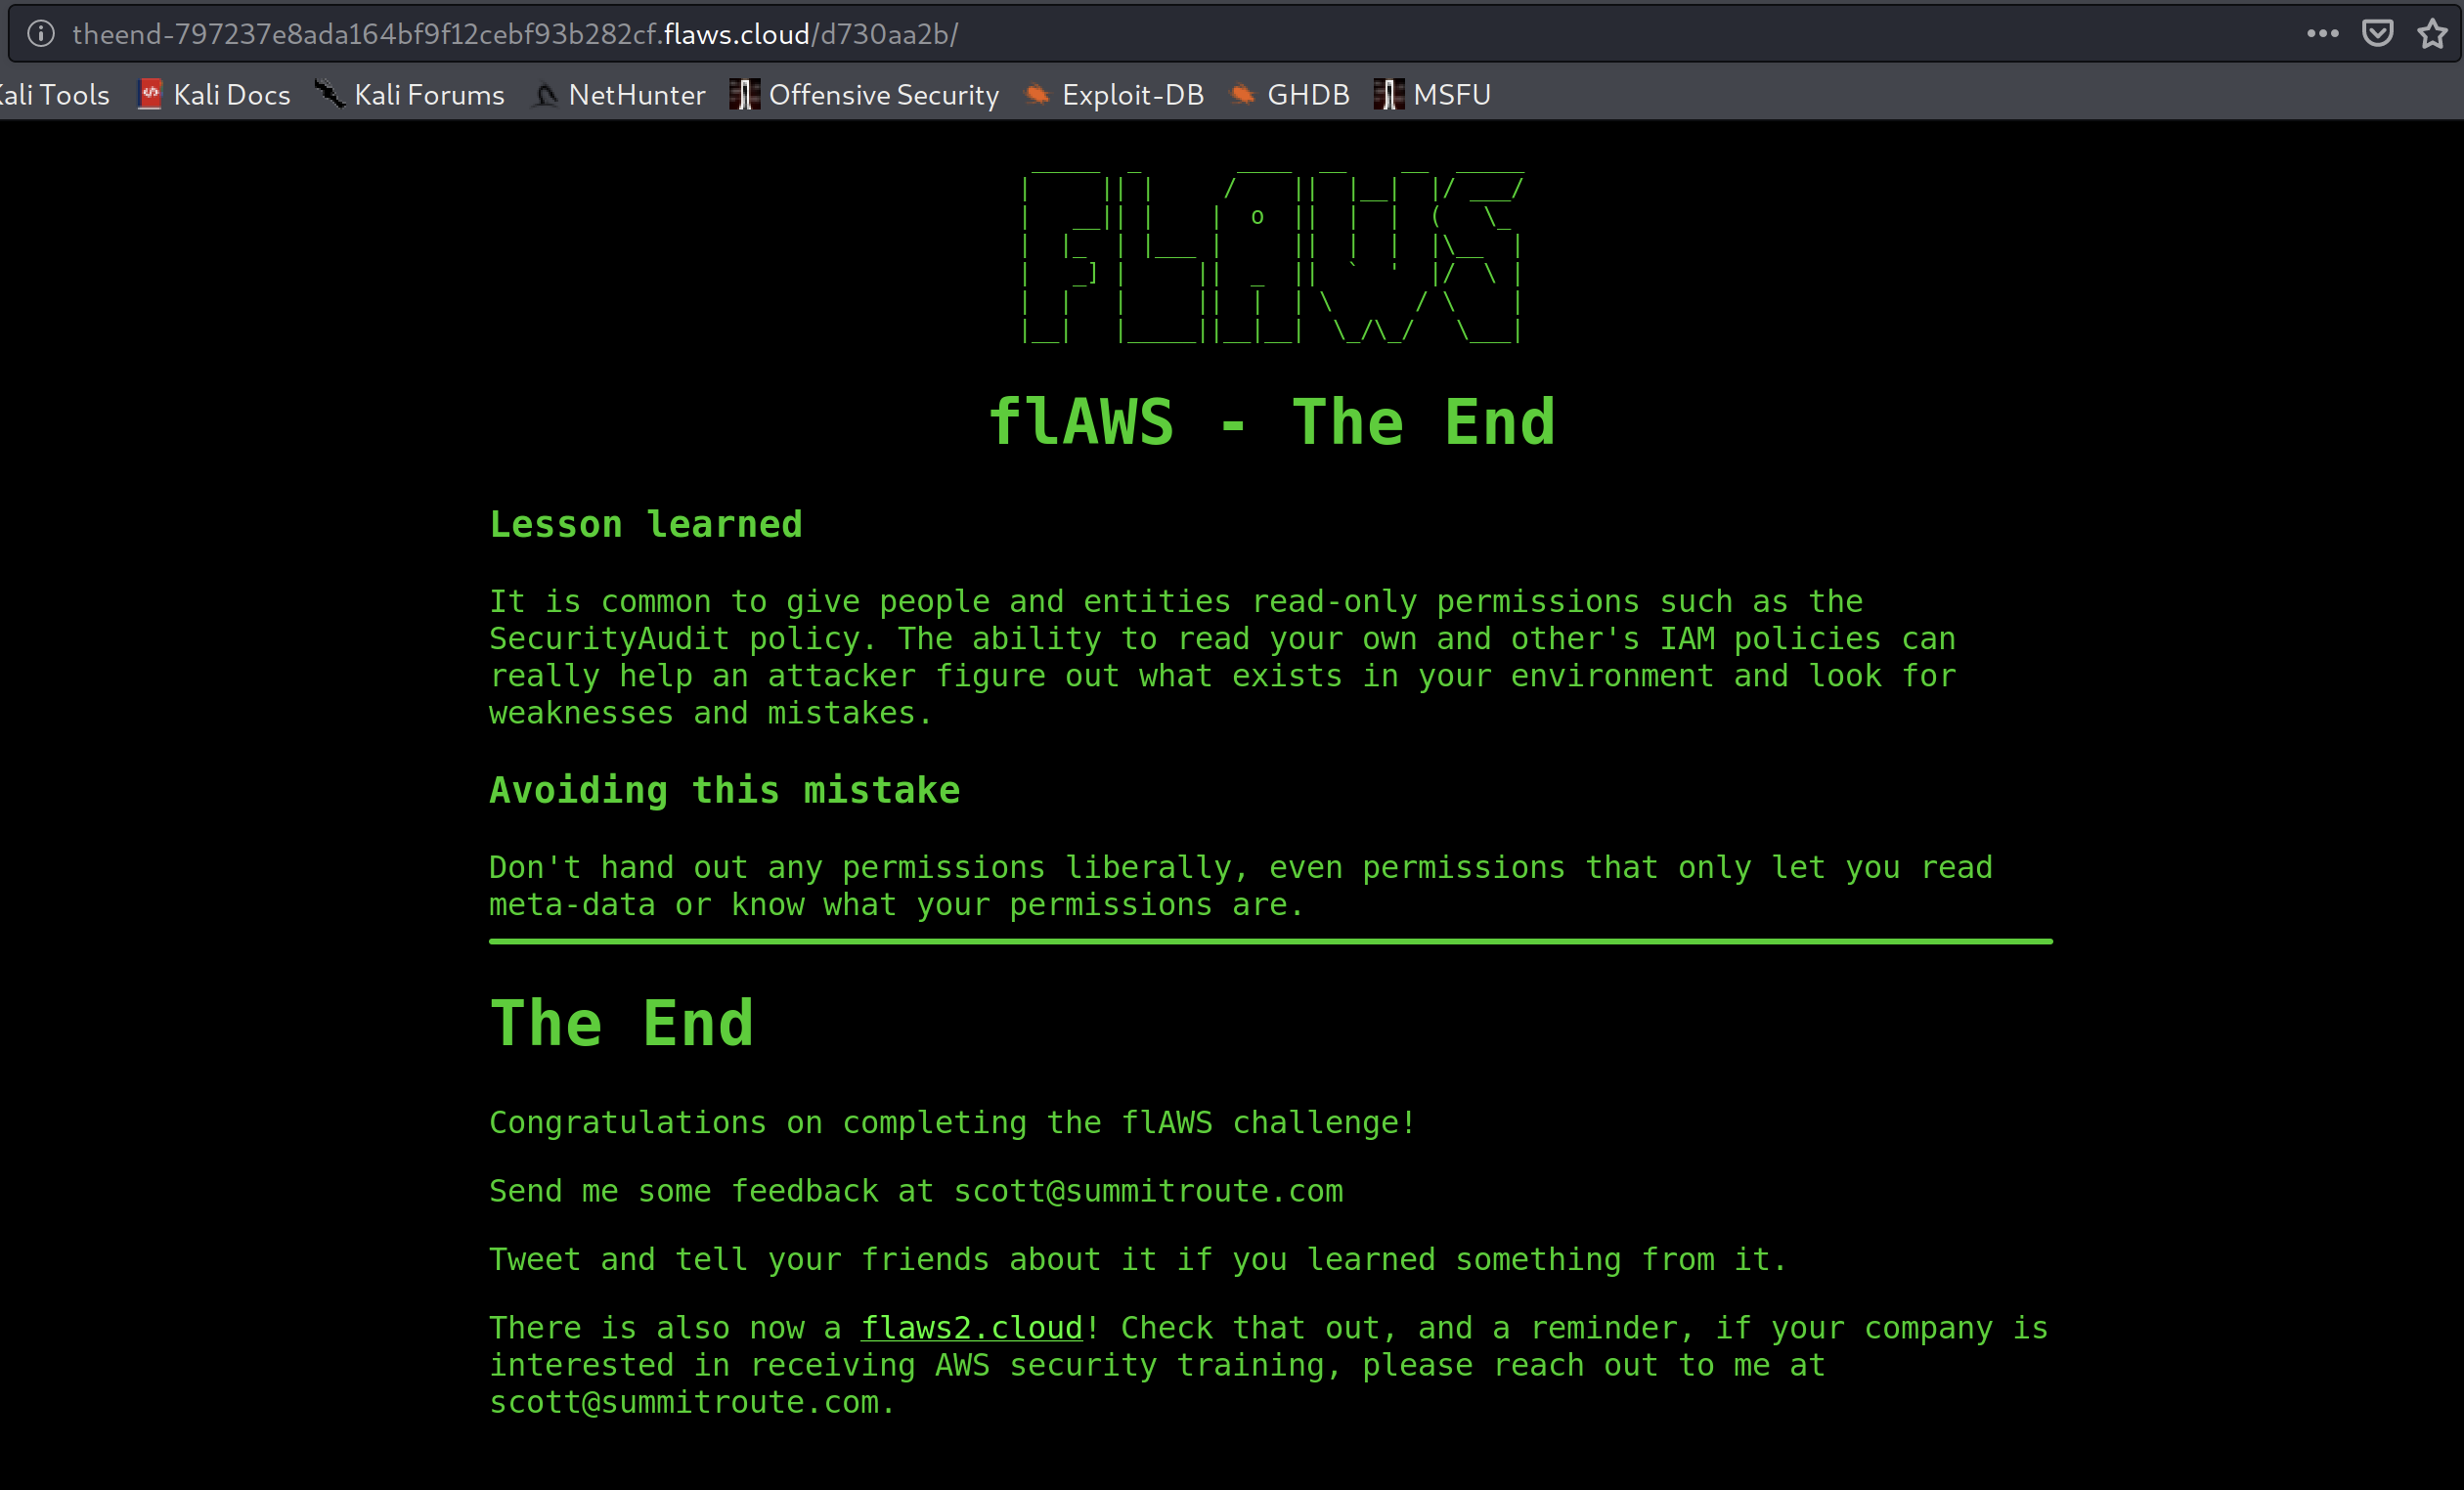 theend-797237e8ada164bf9f12cebf93b282cf.flaws.cloud/d730aa2b/
Kali Tools Kali Docs Kali Forums NetHunter Offensive Security Exploit-DB GHDB MSFU
FLAWS
flAWS - The End
Lesson learned
It is common to give people and entities read-only permissions such as the
SecurityAudit policy. The ability to read your own and other's IAM policies can
really help an attacker figure out what exists in your environment and look for
weaknesses and mistakes.
Avoiding this mistake
Don't hand out any permissions liberally, even permissions that only let you read
meta-data or know what your permissions are.
The End
Congratulations on completing the flAWS challenge!
Send me some feedback at scott@summitroute.com
Tweet and tell your friends about it if you learned something from it.
There is also now a flaws2.cloud! Check that out, and a reminder, if your company is
interested in receiving AWS security training, please reach out to me at
scott@summitroute.com.